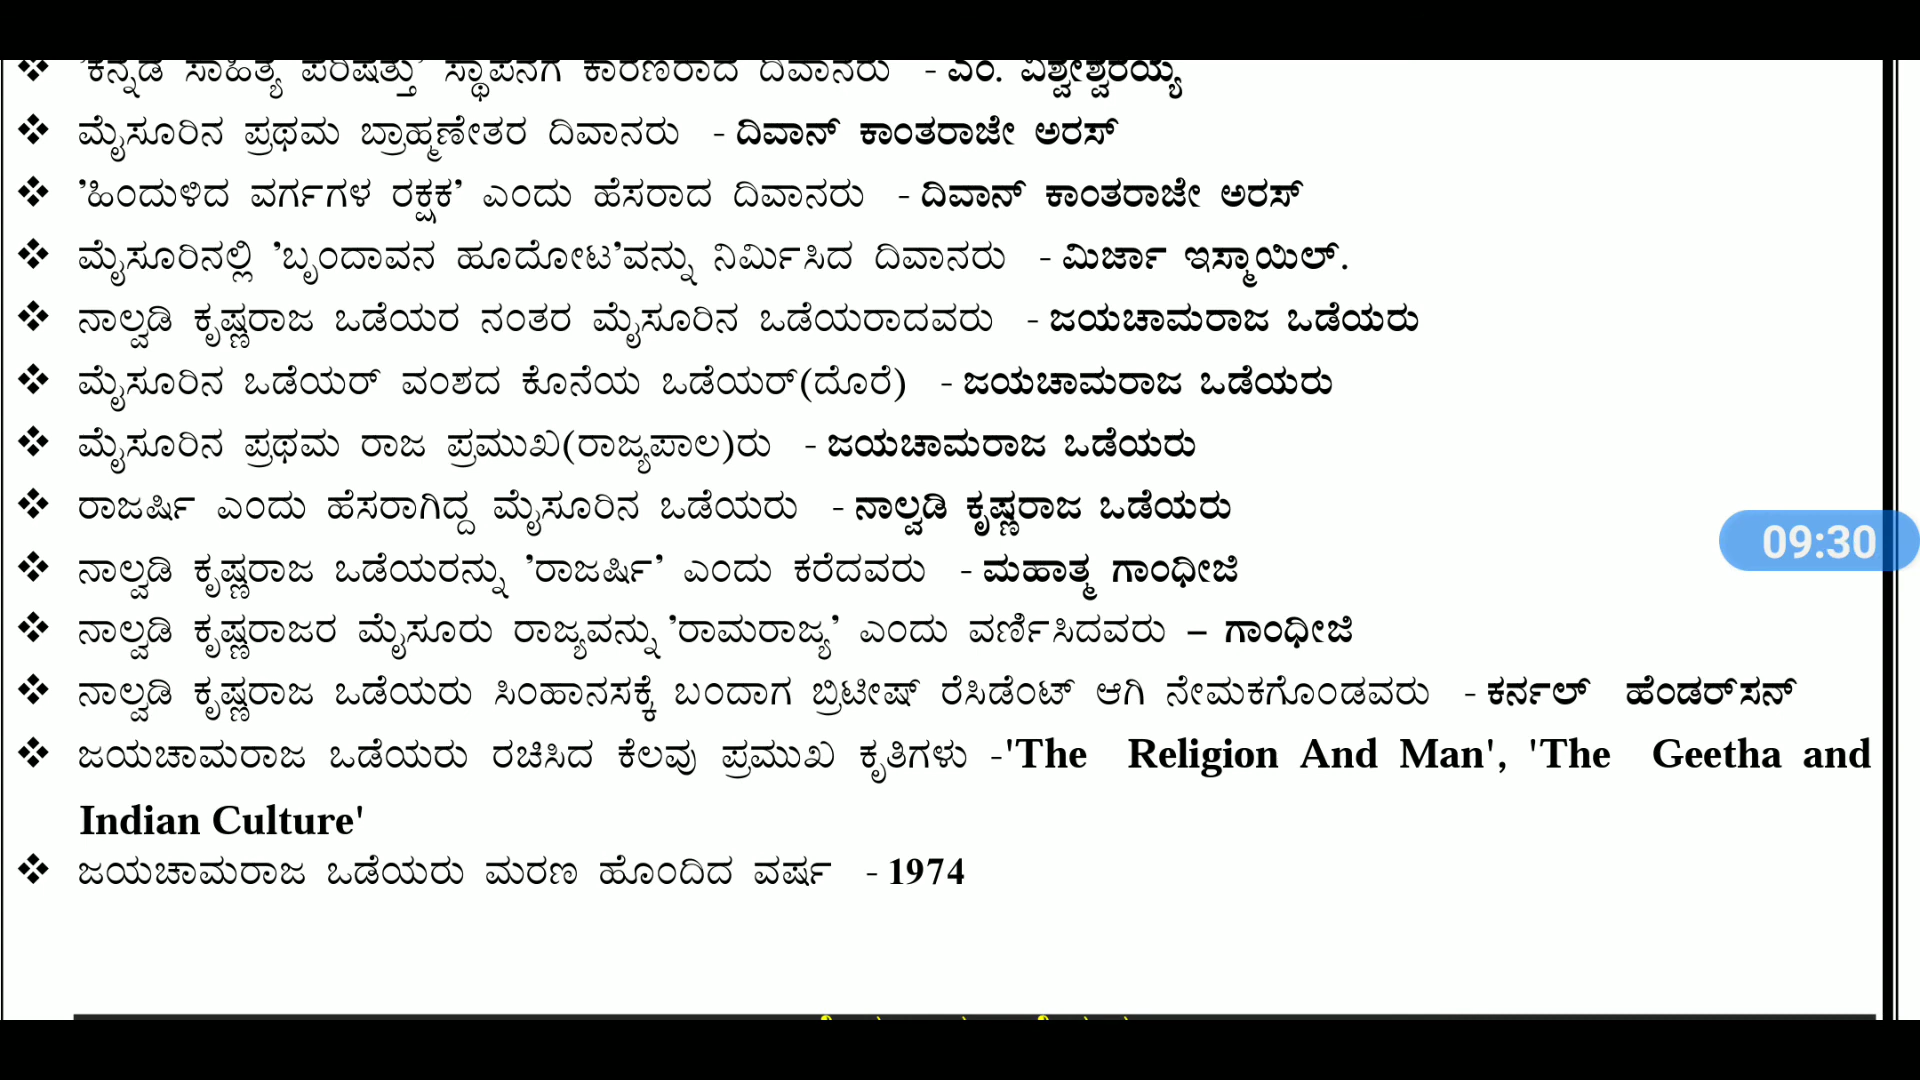 ❖ 'ಕನ್ನಡ ಸಾಹಿತ್ಯ ಪರಿಷತ್ತು' ಸ್ಥಾಪನೆಗೆ ಕಾರಣರಾದ ದಿವಾನರು - ಎಂ. ವಿಶ್ವೇಶ್ವರಯ್ಯ
❖ ಮೈಸೂರಿನ ಪ್ರಥಮ ಬ್ರಾಹ್ಮಣೇತರ ದಿವಾನರು - ದಿವಾನ್ ಕಾಂತರಾಜೇ ಅರಸ್
❖ 'ಹಿಂದುಳಿದ ವರ್ಗಗಳ ರಕ್ಷಕ' ಎಂದು ಹೆಸರಾದ ದಿವಾನರು - ದಿವಾನ್ ಕಾಂತರಾಜೇ ಅರಸ್
❖ ಮೈಸೂರಿನಲ್ಲಿ 'ಬೃಂದಾವನ ಹೂದೋಟ'ವನ್ನು ನಿರ್ಮಿಸಿದ ದಿವಾನರು - ಮಿರ್ಜಾ ಇಸ್ಮಾಯಿಲ್.
❖ ನಾಲ್ವಡಿ ಕೃಷ್ಣರಾಜ ಒಡೆಯರ ನಂತರ ಮೈಸೂರಿನ ಒಡೆಯರಾದವರು - ಜಯಚಾಮರಾಜ ಒಡೆಯರು
❖ ಮೈಸೂರಿನ ಒಡೆಯರ್ ವಂಶದ ಕೊನೆಯ ಒಡೆಯರ್(ದೊರೆ) - ಜಯಚಾಮರಾಜ ಒಡೆಯರು
❖ ಮೈಸೂರಿನ ಪ್ರಥಮ ರಾಜ ಪ್ರಮುಖ(ರಾಜ್ಯಪಾಲ)ರು - ಜಯಚಾಮರಾಜ ಒಡೆಯರು
❖ ರಾಜರ್ಷಿ ಎಂದು ಹೆಸರಾಗಿದ್ದ ಮೈಸೂರಿನ ಒಡೆಯರು - ನಾಲ್ವಡಿ ಕೃಷ್ಣರಾಜ ಒಡೆಯರು
09:30
❖ ನಾಲ್ವಡಿ ಕೃಷ್ಣರಾಜ ಒಡೆಯರನ್ನು 'ರಾಜರ್ಷಿ' ಎಂದು ಕರೆದವರು - ಮಹಾತ್ಮ ಗಾಂಧೀಜಿ
❖ ನಾಲ್ವಡಿ ಕೃಷ್ಣರಾಜರ ಮೈಸೂರು ರಾಜ್ಯವನ್ನು 'ರಾಮರಾಜ್ಯ' ಎಂದು ವರ್ಣಿಸಿದವರು – ಗಾಂಧೀಜಿ
❖ ನಾಲ್ವಡಿ ಕೃಷ್ಣರಾಜ ಒಡೆಯರು ಸಿಂಹಾನಸಕ್ಕೆ ಬಂದಾಗ ಬ್ರಿಟೀಷ್ ರೆಸಿಡೆಂಟ್ ಆಗಿ ನೇಮಕಗೊಂಡವರು - ಕರ್ನಲ್ ಹೆಂಡರ್‌ಸನ್
❖ ಜಯಚಾಮರಾಜ ಒಡೆಯರು ರಚಿಸಿದ ಕೆಲವು ಪ್ರಮುಖ ಕೃತಿಗಳು -'The Religion And Man', 'The Geetha and
Indian Culture'
❖ ಜಯಚಾಮರಾಜ ಒಡೆಯರು ಮರಣ ಹೊಂದಿದ ವರ್ಷ - 1974